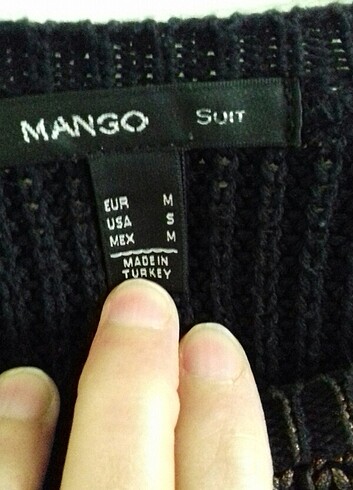 MANGO SUIT
EUR M
USA S
MEX M
MADE IN
TURKEY